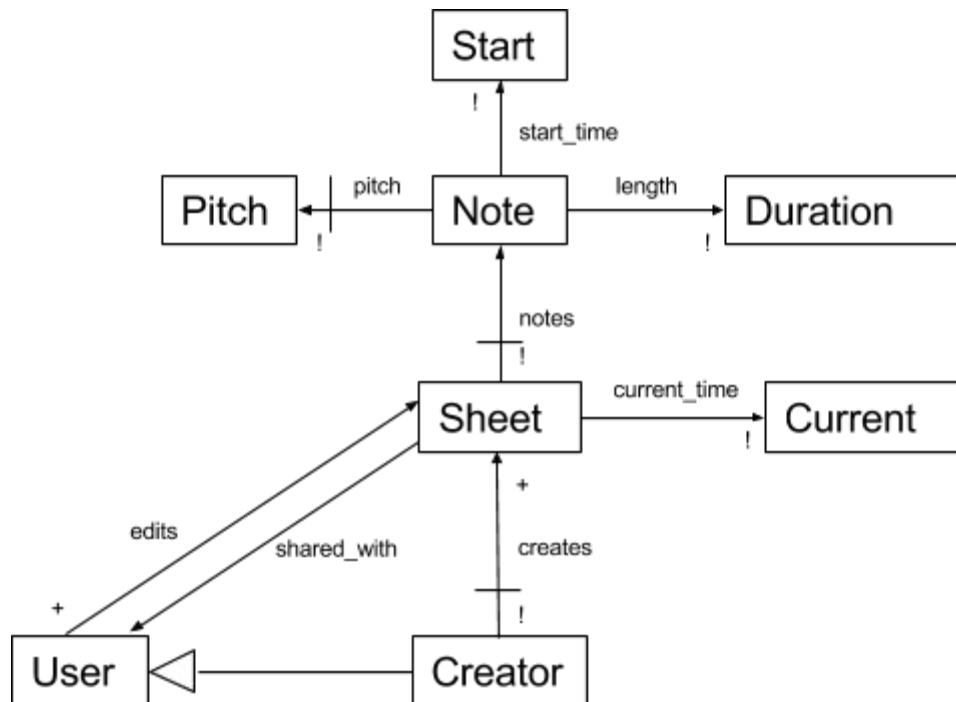 Start
!
start_time
pitch
length
Pitch
Note
Duration
!
!
notes
!
current_time
Sheet
Current
!
+
edits
shared_with
creates
+
!
User
Creator